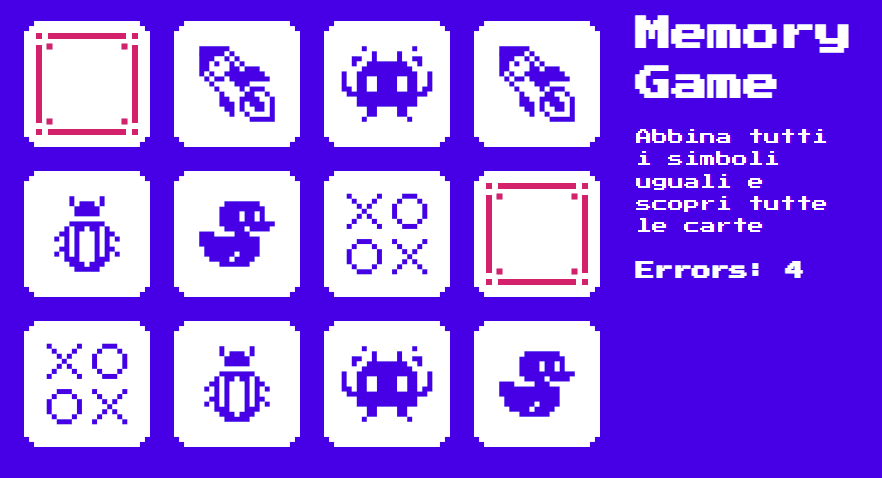 Memory
Game
Abbina tutti
i simboli
uguali e
scopri tutte
le carte
Errors: 4